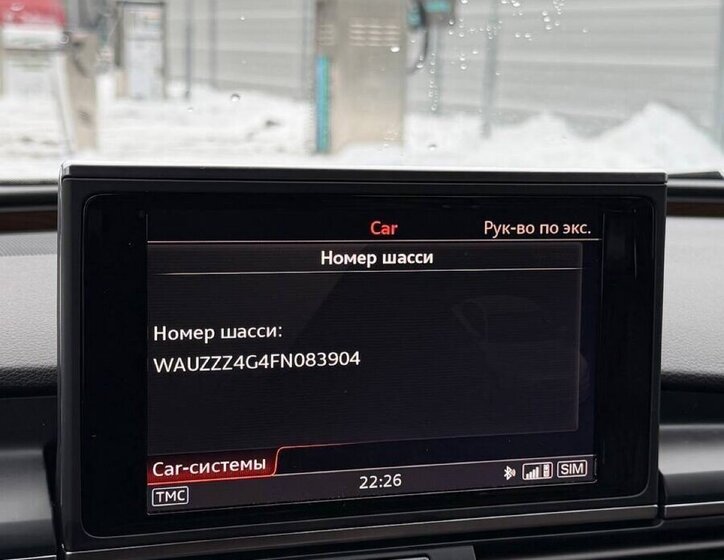 Car Рук-во по экс.
Номер шасси
Номер шасси:
WAUZZZ4G4FN083904
Car-системы
TMC 22:26 SIM